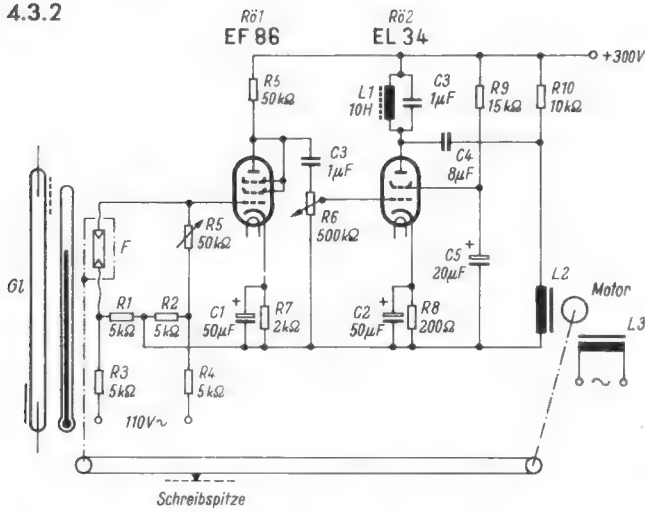 4.3.2
Rö1
EF 86
Rö2
EL 34
+300V
R5
50kΩ
L1
10H
C3
1µF
R9
15kΩ
R10
10kΩ
C3
1µF
C4
8µF
R6
500kΩ
F
R5
50kΩ
Gl
R1
5kΩ
R2
5kΩ
C1
50µF
R7
2kΩ
C2
50µF
R8
200Ω
C5
20µF
L2
Motor
L3
R3
5kΩ
R4
5kΩ
110V~
~
Schreibspitze